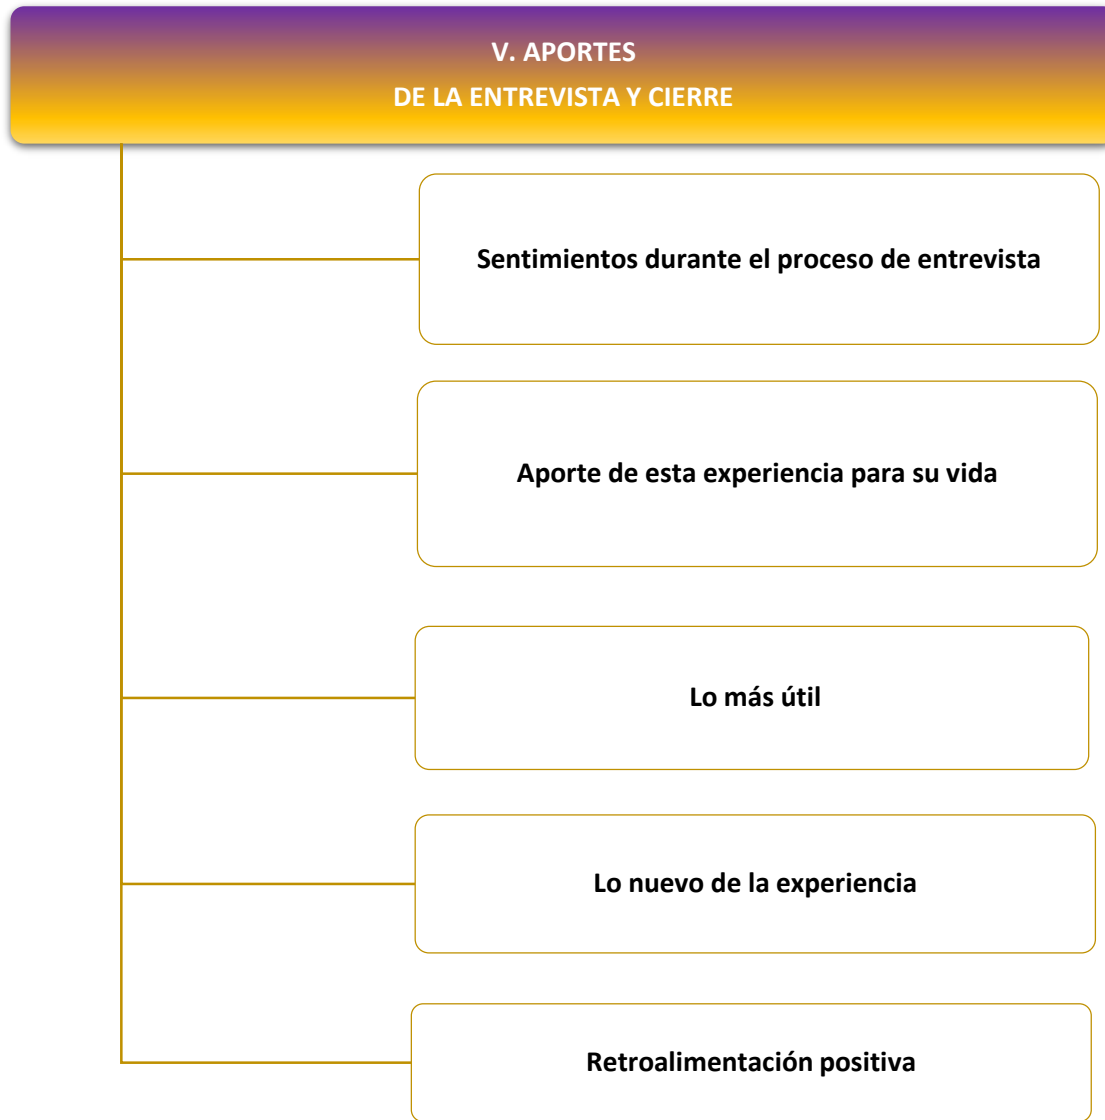 V. APORTES
DE LA ENTREVISTA Y CIERRE
Sentimientos durante el proceso de entrevista
Aporte de esta experiencia para su vida
Lo más útil
Lo nuevo de la experiencia
Retroalimentación positiva